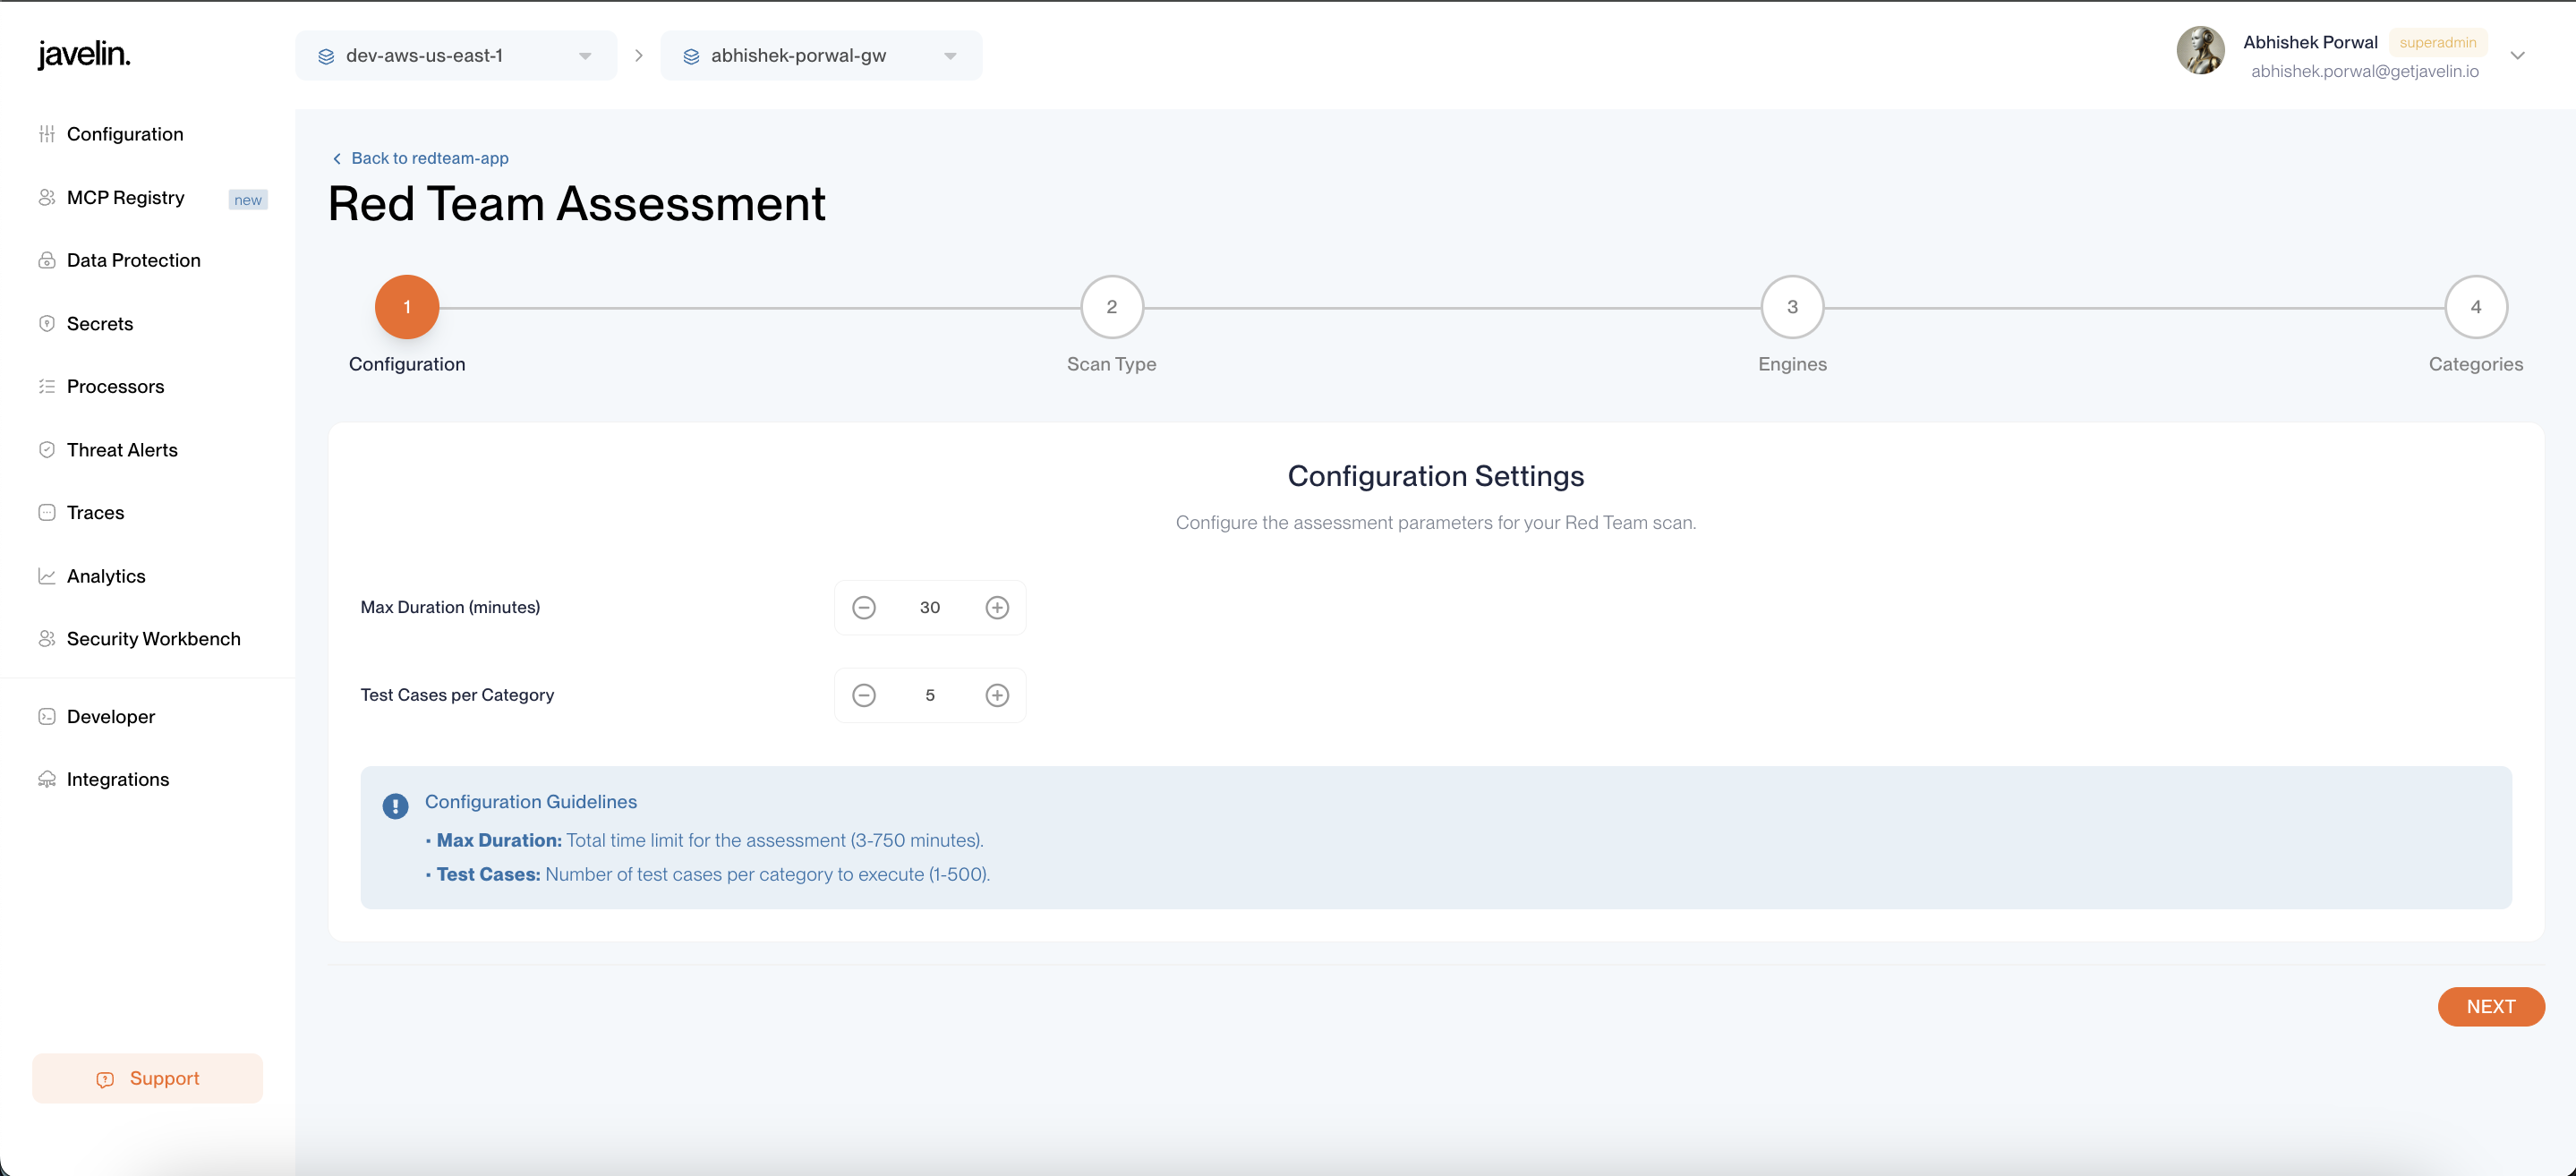 javelin.
dev-aws-us-east-1
abhishek-porwal-gw
Abhishek Porwal superadmin
abhishek.porwal@getjavelin.io
Configuration
MCP Registry new
Data Protection
Secrets
Processors
Threat Alerts
Traces
Analytics
Security Workbench
Developer
Integrations
Support
Back to redteam-app
Red Team Assessment
1 2 3 4
Configuration Scan Type Engines Categories
Configuration Settings
Configure the assessment parameters for your Red Team scan.
Max Duration (minutes) 30
Test Cases per Category 5
Configuration Guidelines
• Max Duration: Total time limit for the assessment (3-750 minutes).
• Test Cases: Number of test cases per category to execute (1-500).
NEXT